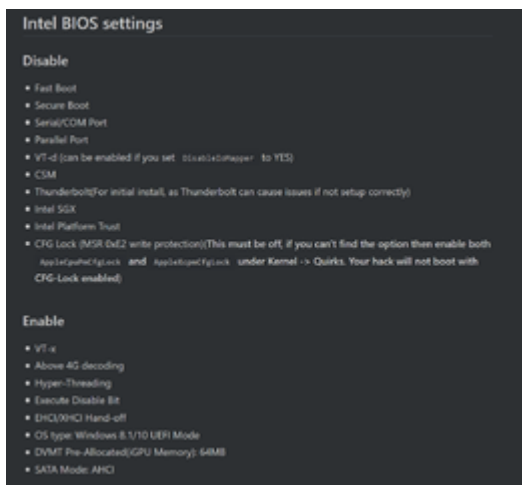 Intel BIOS settings
Disable
• Fast Boot
• Secure Boot
• Serial/COM Port
• Parallel Port
• VT-d (can be enabled if you set DisableIoMapper to YES)
• CSM
• Thunderbolt(For initial install, as Thunderbolt can cause issues if not setup correctly)
• Intel SGX
• Intel Platform Trust
• CFG Lock (MSR 0xE2 write protection)(This must be off, if you can't find the option then enable both
AppleCpuPmCfgLock and AppleXcpmCfgLock under Kernel -> Quirks. Your hack will not boot with
CFG-Lock enabled)
Enable
• VT-x
• Above 4G decoding
• Hyper-Threading
• Execute Disable Bit
• EHCI/XHCI Hand-off
• OS type: Windows 8.1/10 UEFI Mode
• DVMT Pre-Allocated(iGPU Memory): 64MB
• SATA Mode: AHCI